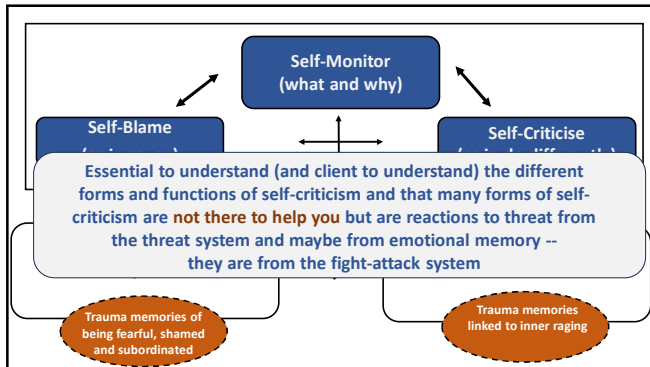 Self-Monitor
(what and why)
Self-Blame
Self-Criticise
Essential to understand (and client to understand) the different
forms and functions of self-criticism and that many forms of self-
criticism are not there to help you but are reactions to threat from
the threat system and maybe from emotional memory --
they are from the fight-attack system
Trauma memories of
being fearful, shamed
and subordinated
Trauma memories
linked to inner raging